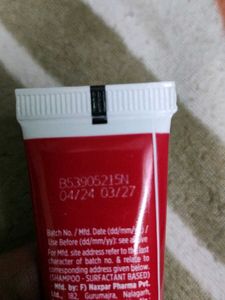 B53905215N
04/24 03/27
Batch No. / Mfd. Date (dd/mm/yy) /
Use Before (dd/mm/yy): see above
For Mfd. site address refer to the last
character of batch no. & relate to
corresponding address given below.
(SHAMPOO - SURFACTANT BASED)
Mfg. by: F) Naxpar Pharma Pvt.
Ltd., 182, Gurumajra, Nalagarh,